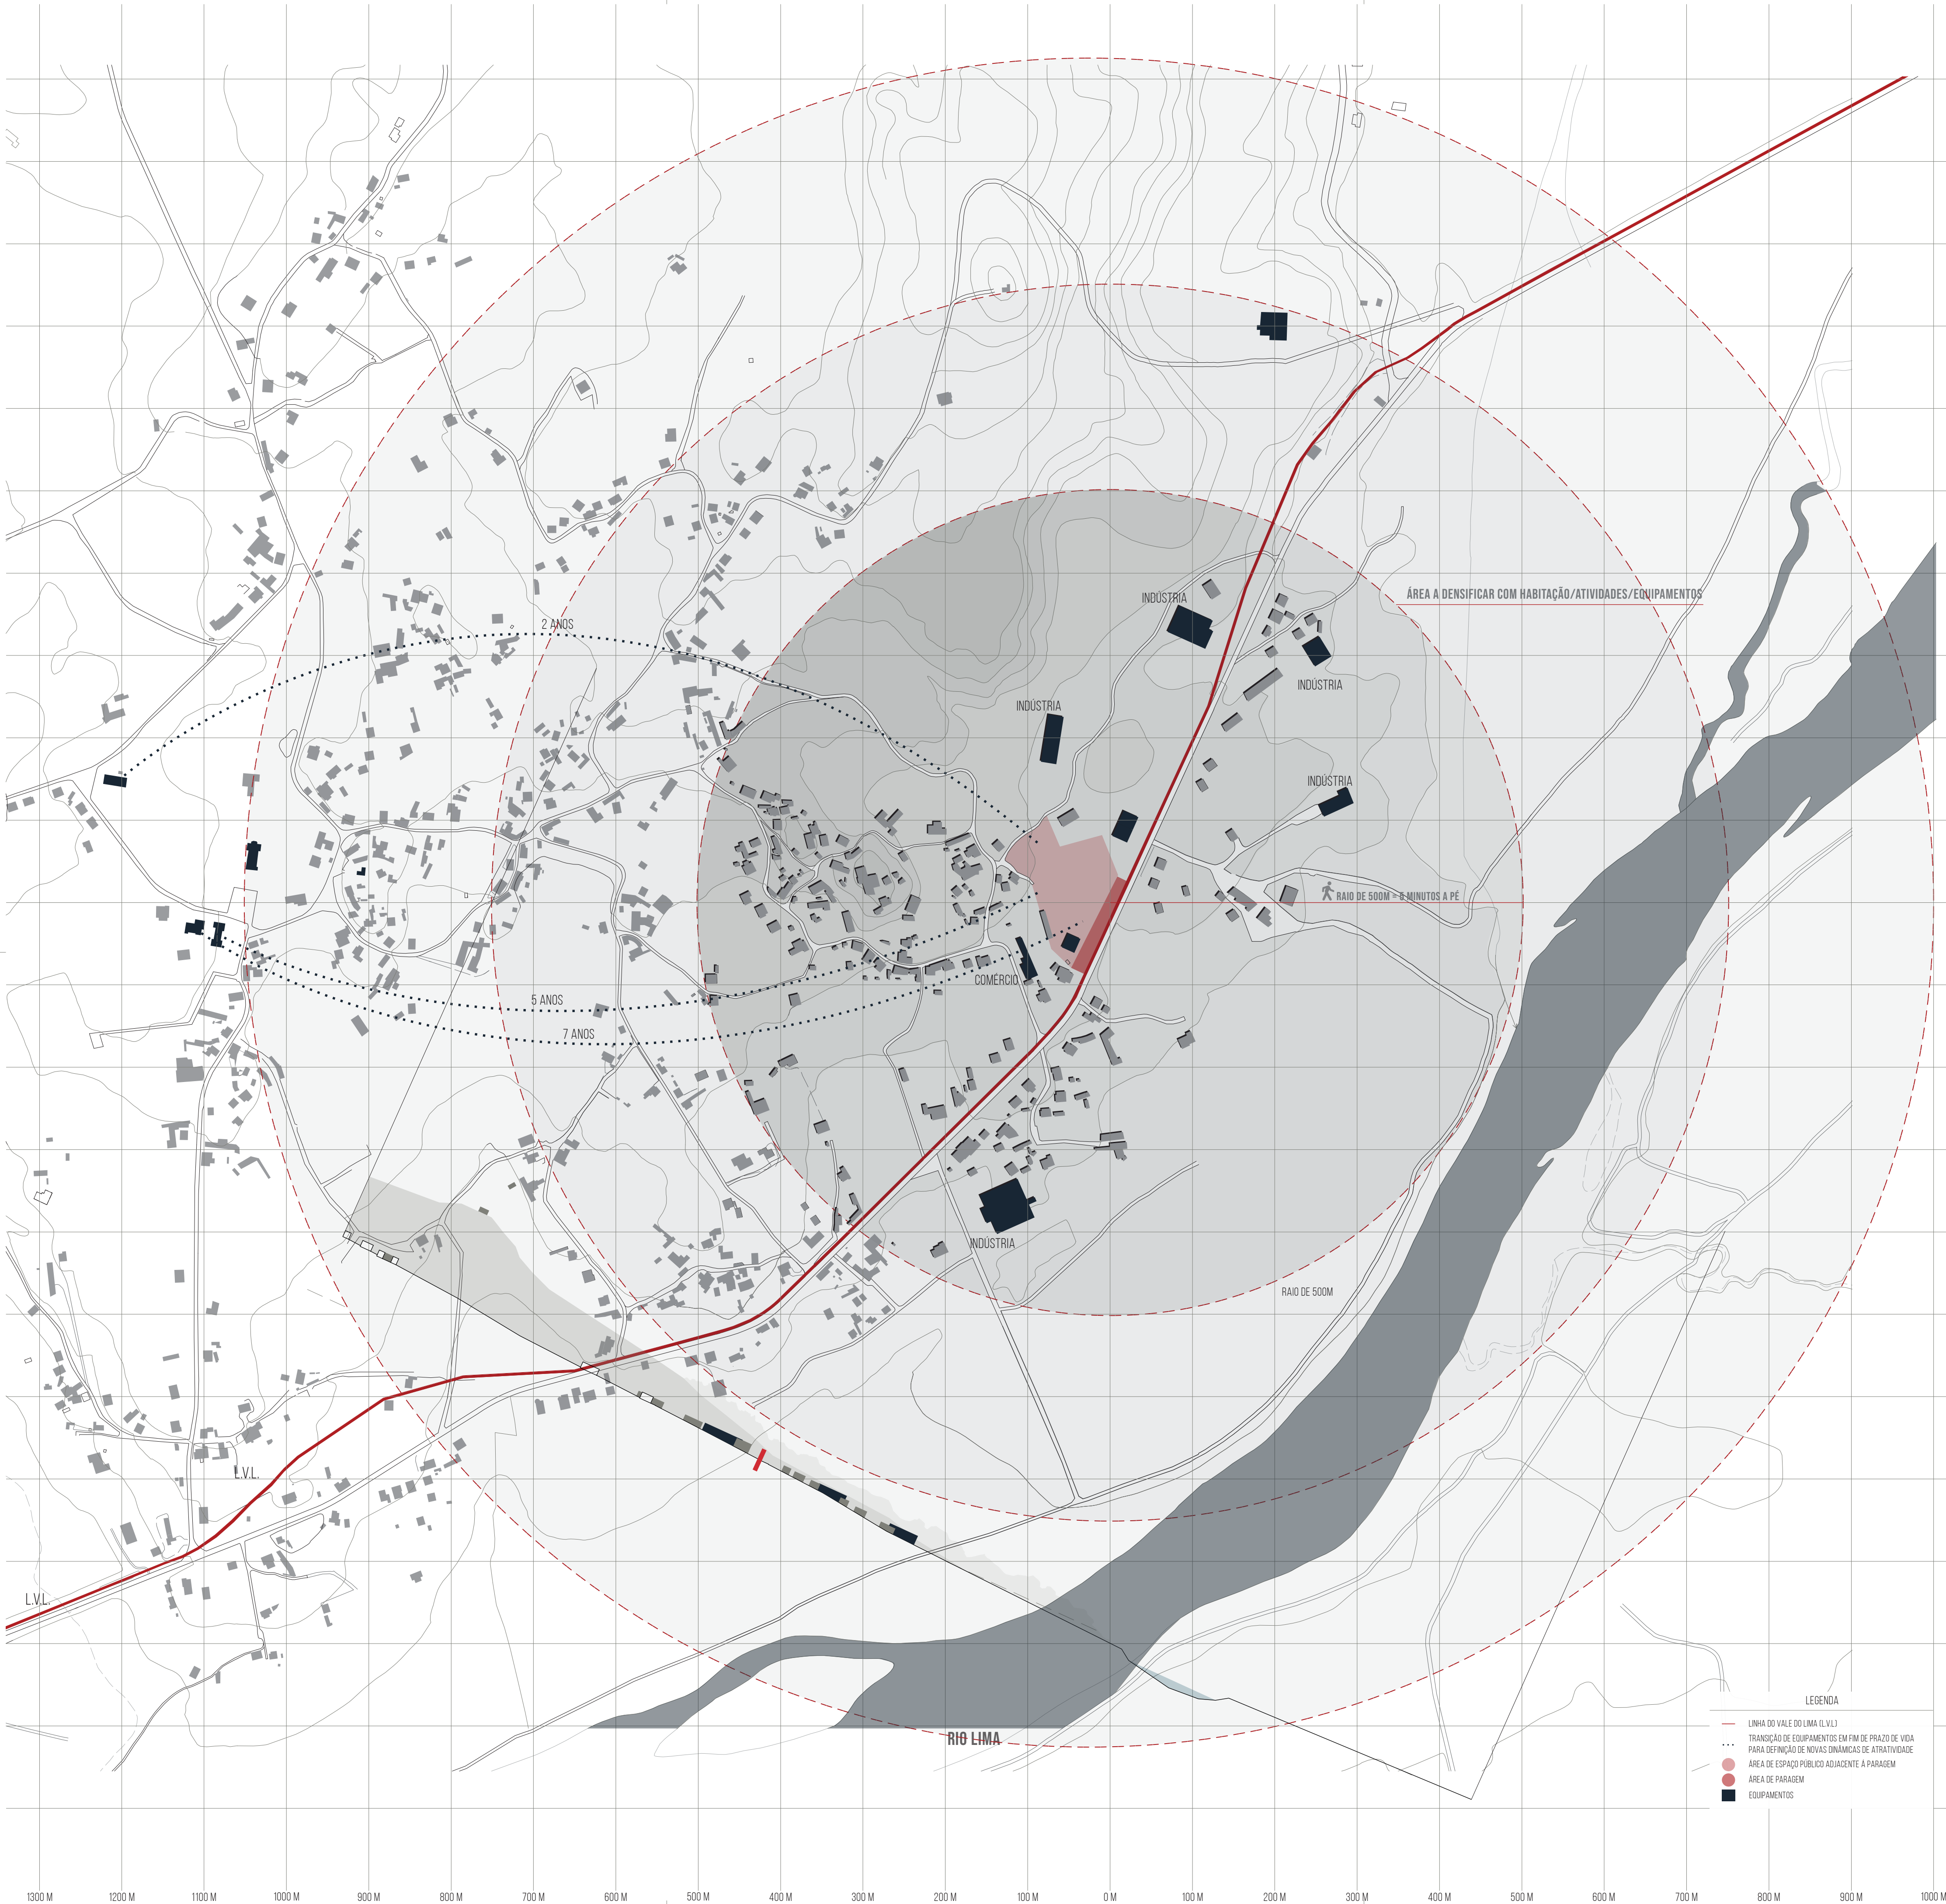 INDÚSTRIA
ÁREA A DENSIFICAR COM HABITAÇÃO/ATIVIDADES/EQUIPAMENTOS
2 ANOS
INDÚSTRIA
INDÚSTRIA
INDÚSTRIA
RAIO DE 500M = 6 MINUTOS A PÉ
COMÉRCIO
5 ANOS
7 ANOS
INDÚSTRIA
RAIO DE 500M
L.V.L.
L.V.L.
RIO LIMA
LEGENDA
LINHA DO VALE DO LIMA (L.V.L)
TRANSIÇÃO DE EQUIPAMENTOS EM FIM DE PRAZO DE VIDA
PARA DEFINIÇÃO DE NOVAS DINÂMICAS DE ATRATIVIDADE
ÁREA DE ESPAÇO PÚBLICO ADJACENTE À PARAGEM
ÁREA DE PARAGEM
EQUIPAMENTOS
1300 M 1200 M 1100 M 1000 M 900 M 800 M 700 M 600 M 500 M 400 M 300 M 200 M 100 M 0 M 100 M 200 M 300 M 400 M 500 M 600 M 700 M 800 M 900 M 1000 M